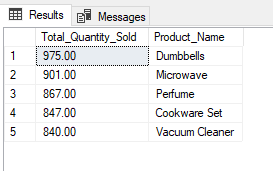 Results Messages
Total_Quantity_Sold Product_Name
1 975.00 Dumbbells
2 901.00 Microwave
3 867.00 Perfume
4 847.00 Cookware Set
5 840.00 Vacuum Cleaner